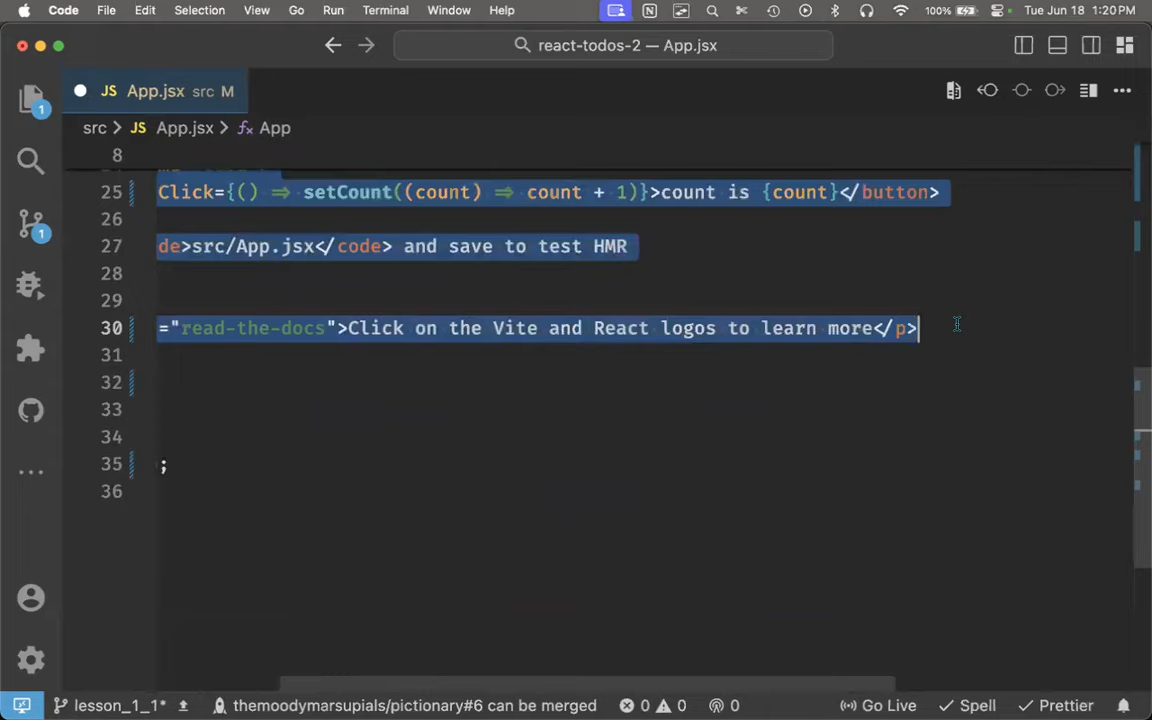 Code File Edit Selection View Go Run Terminal Window Help 100% Tue Jun 18 1:20 PM
react-todos-2 — App.jsx
JS App.jsx src M
1
src > JS App.jsx > App
8
25 Click={() => setCount((count) => count + 1)}>count is {count}</button>
26
1
27 de>src/App.jsx</code> and save to test HMR
28
29
30 ="read-the-docs">Click on the Vite and React logos to learn more</p>
31
32
33
34
35 ;
36
lesson_1_1* themoodymarsupials/pictionary#6 can be merged 0 0 0 Go Live Spell Prettier